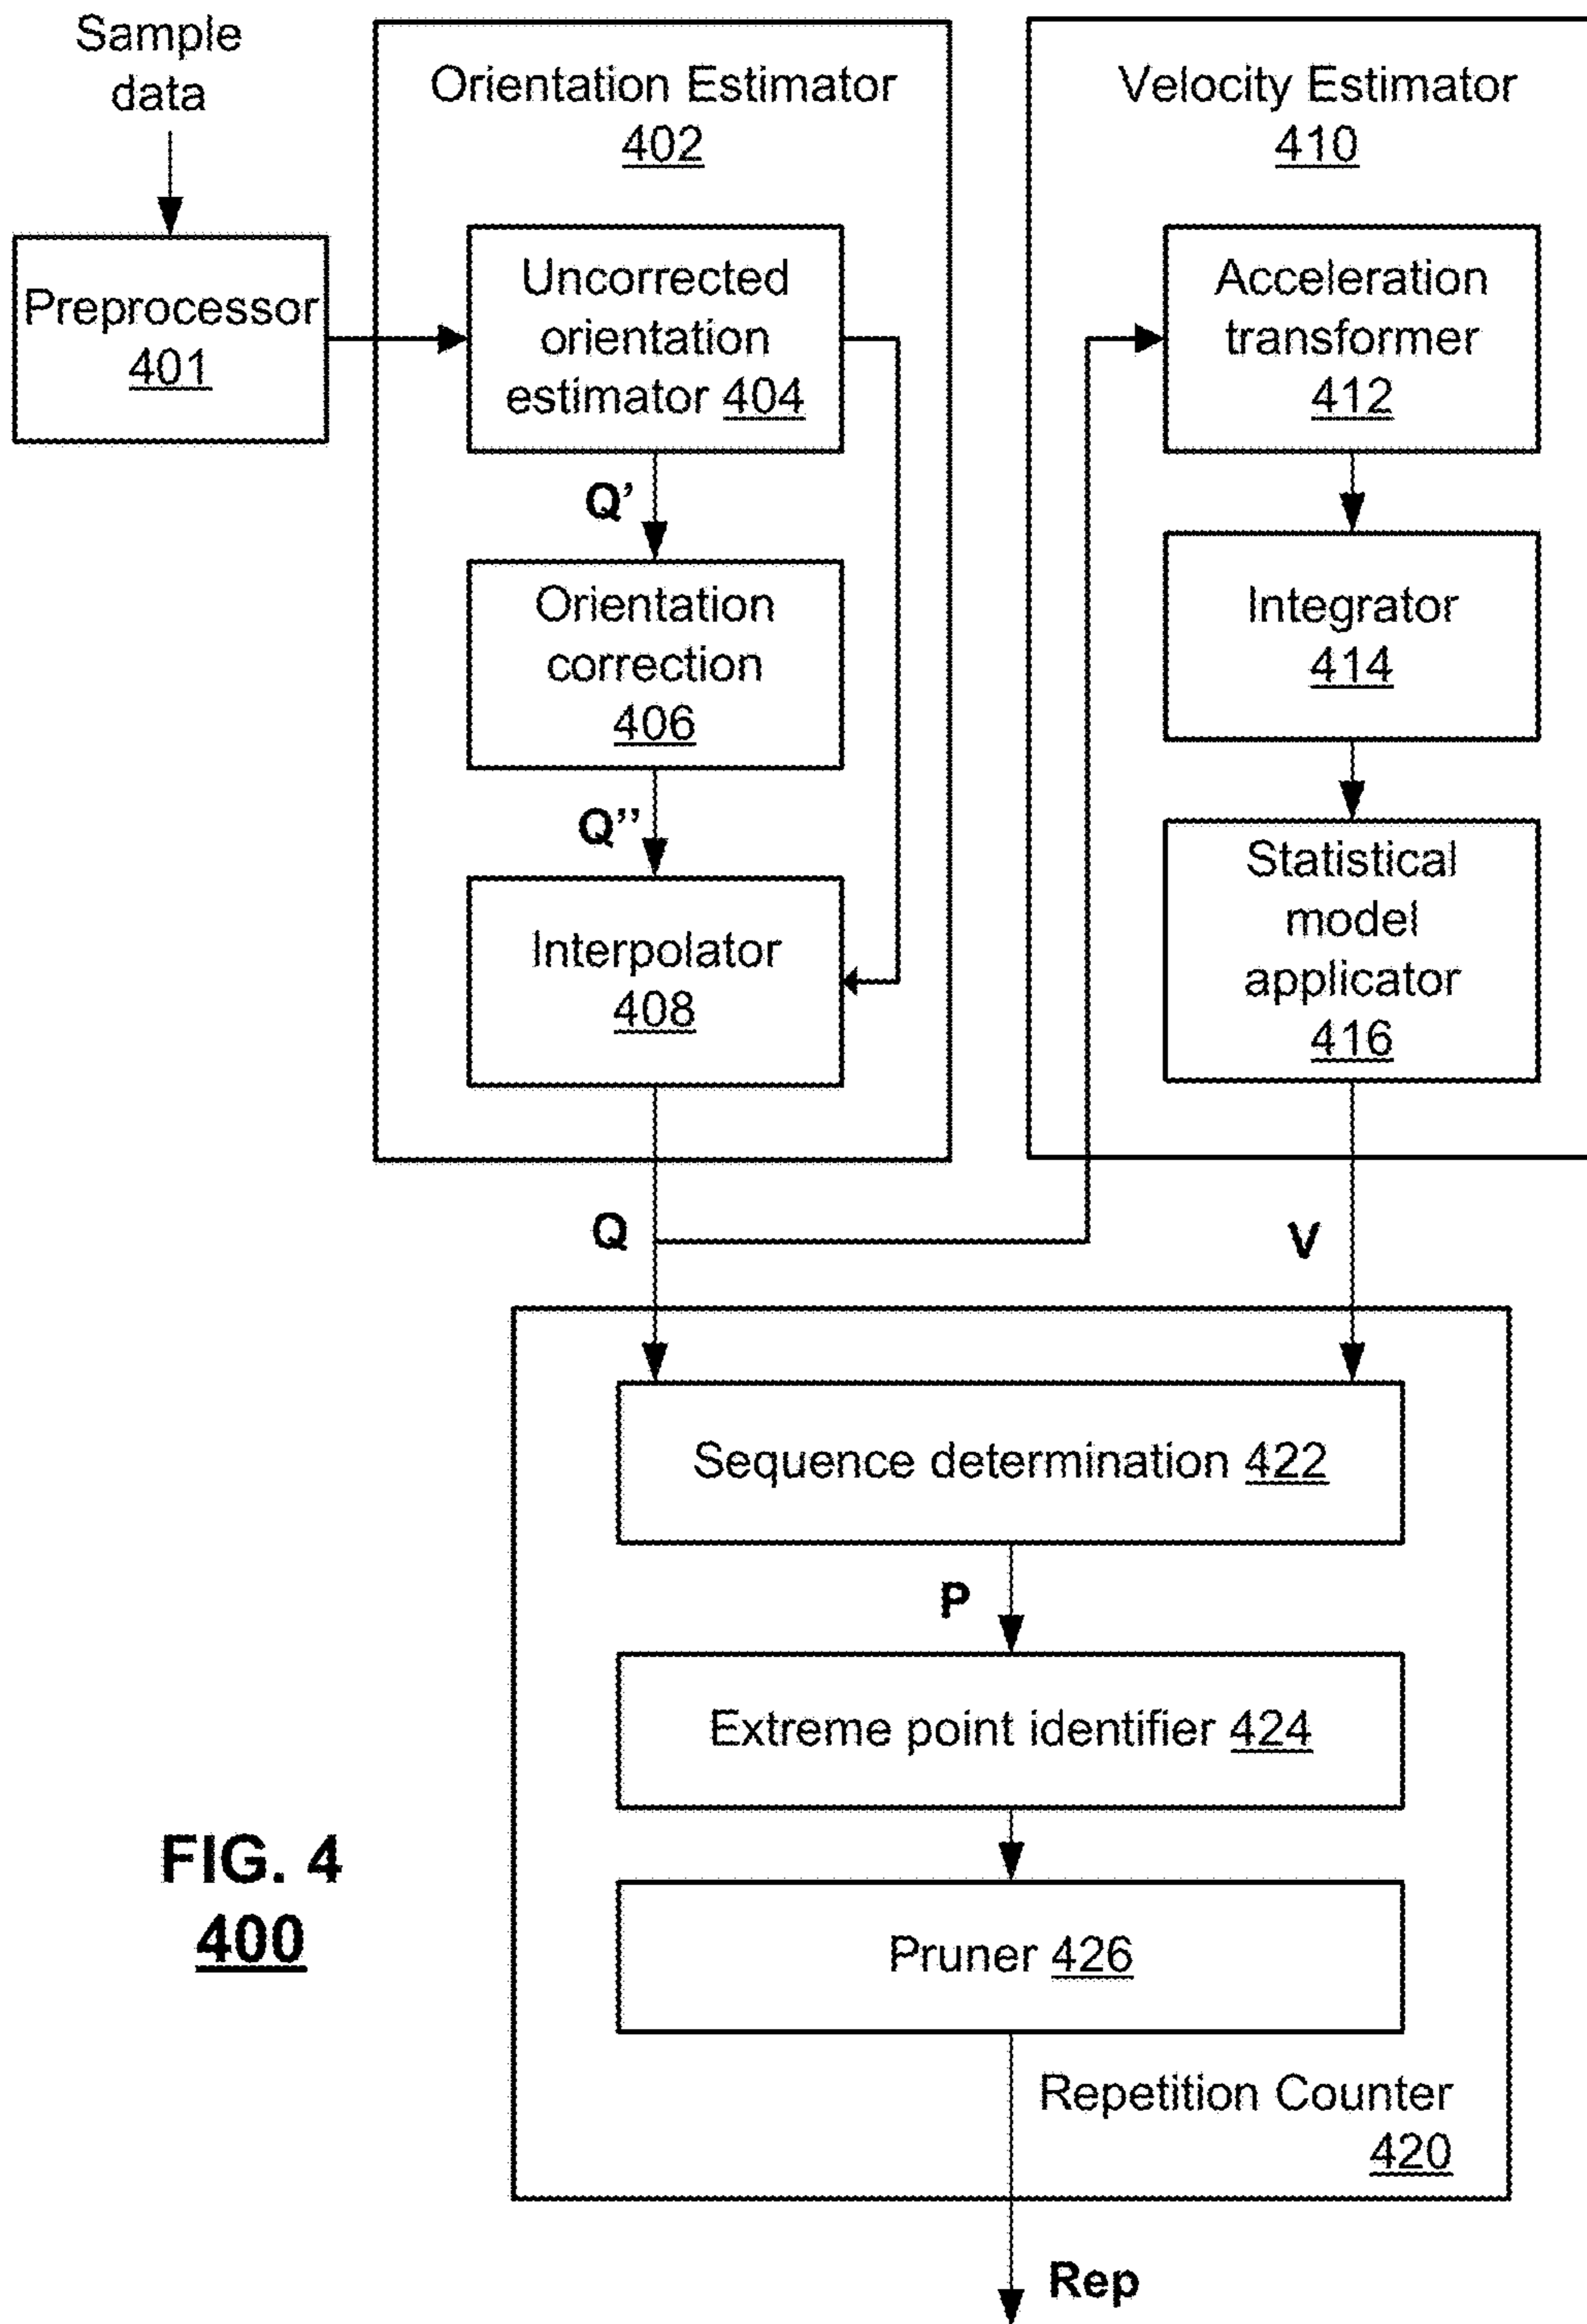 Sample
data
Preprocessor
401
Orientation Estimator
402
Uncorrected
orientation
estimator 404
Q’
Orientation
correction
406
Q’’
Interpolator
408
Velocity Estimator
410
Acceleration
transformer
412
Integrator
414
Statistical
model
applicator
416
Q
V
Sequence determination 422
P
Extreme point identifier 424
Pruner 426
Repetition Counter
420
Rep
FIG. 4
400